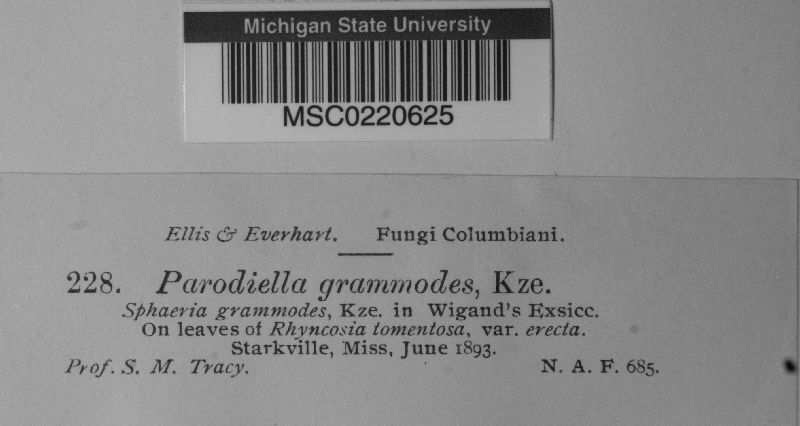 Michigan State University
MSC0220625
Ellis & Everhart. Fungi Columbiani.
228. Parodiella grammodes, Kze.
Sphaeria grammodes, Kze. in Wigand's Exsicc.
On leaves of Rhyncosia tomentosa, var. erecta.
Starkville, Miss, June 1893.
Prof. S. M. Tracy. N. A. F. 685.